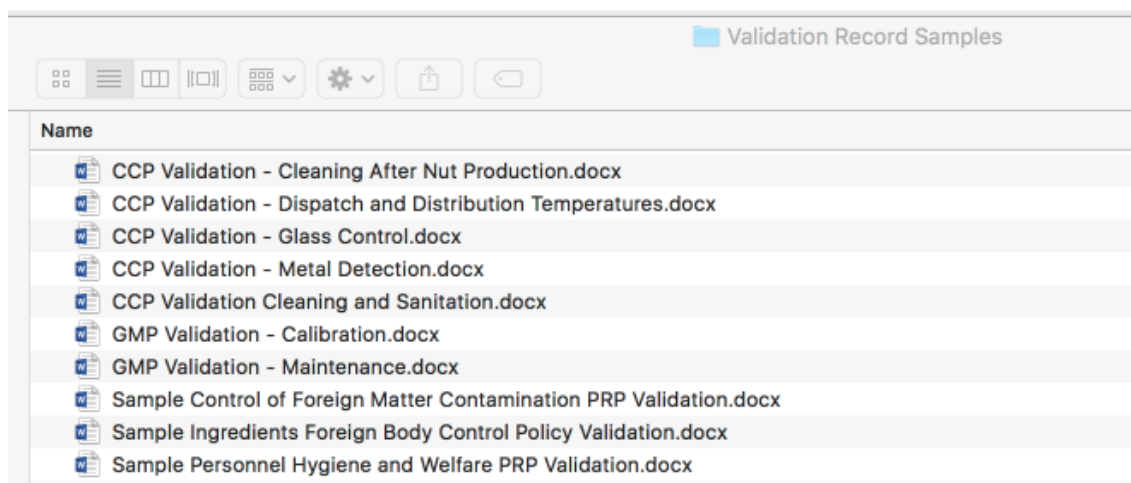 Validation Record Samples
Name
CCP Validation - Cleaning After Nut Production.docx
CCP Validation - Dispatch and Distribution Temperatures.docx
CCP Validation - Glass Control.docx
CCP Validation - Metal Detection.docx
CCP Validation Cleaning and Sanitation.docx
GMP Validation - Calibration.docx
GMP Validation - Maintenance.docx
Sample Control of Foreign Matter Contamination PRP Validation.docx
Sample Ingredients Foreign Body Control Policy Validation.docx
Sample Personnel Hygiene and Welfare PRP Validation.docx